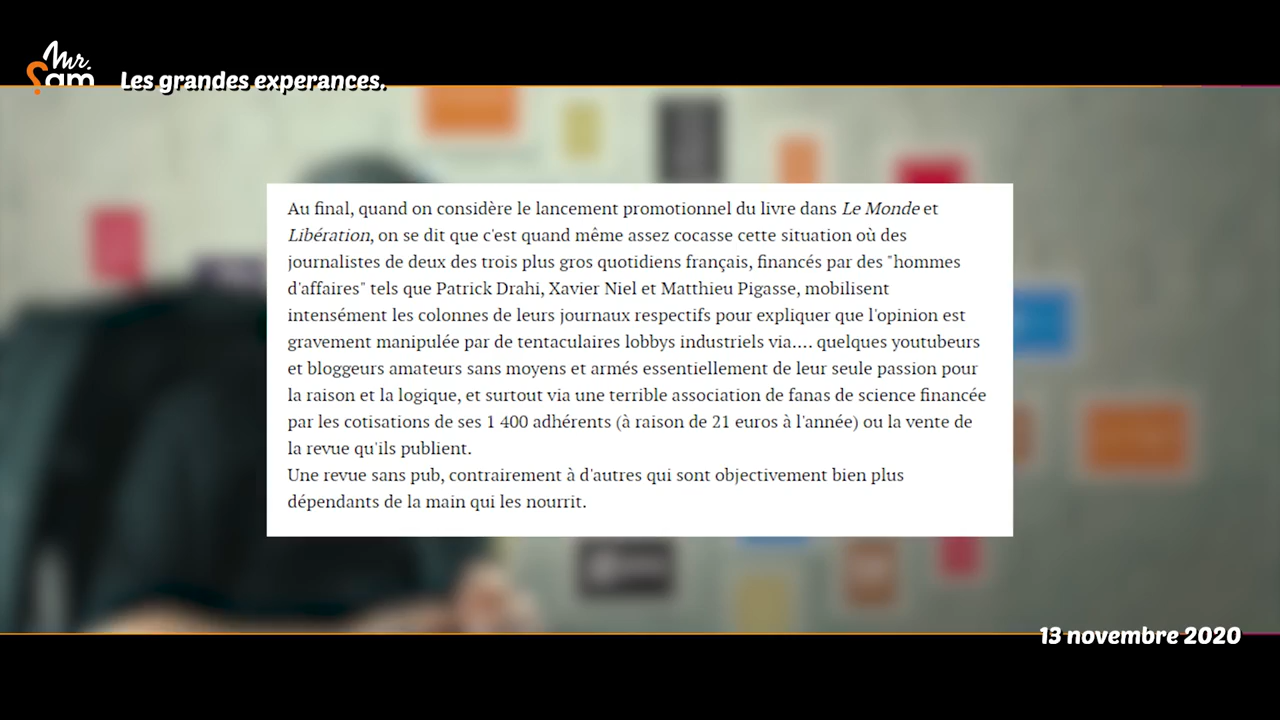 Mr.
Sam
Les grandes experances.
Au final, quand on considère le lancement promotionnel du livre dans Le Monde et
Libération, on se dit que c'est quand même assez cocasse cette situation où des
journalistes de deux des trois plus gros quotidiens français, financés par des "hommes
d'affaires" tels que Patrick Drahi, Xavier Niel et Matthieu Pigasse, mobilisent
intensément les colonnes de leurs journaux respectifs pour expliquer que l'opinion est
gravement manipulée par de tentaculaires lobbys industriels via.... quelques youtubeurs
et bloggeurs amateurs sans moyens et armés essentiellement de leur seule passion pour
la raison et la logique, et surtout via une terrible association de fanas de science financée
par les cotisations de ses 1 400 adhérents (à raison de 21 euros à l'année) ou la vente de
la revue qu'ils publient.
Une revue sans pub, contrairement à d'autres qui sont objectivement bien plus
dépendants de la main qui les nourrit.
13 novembre 2020